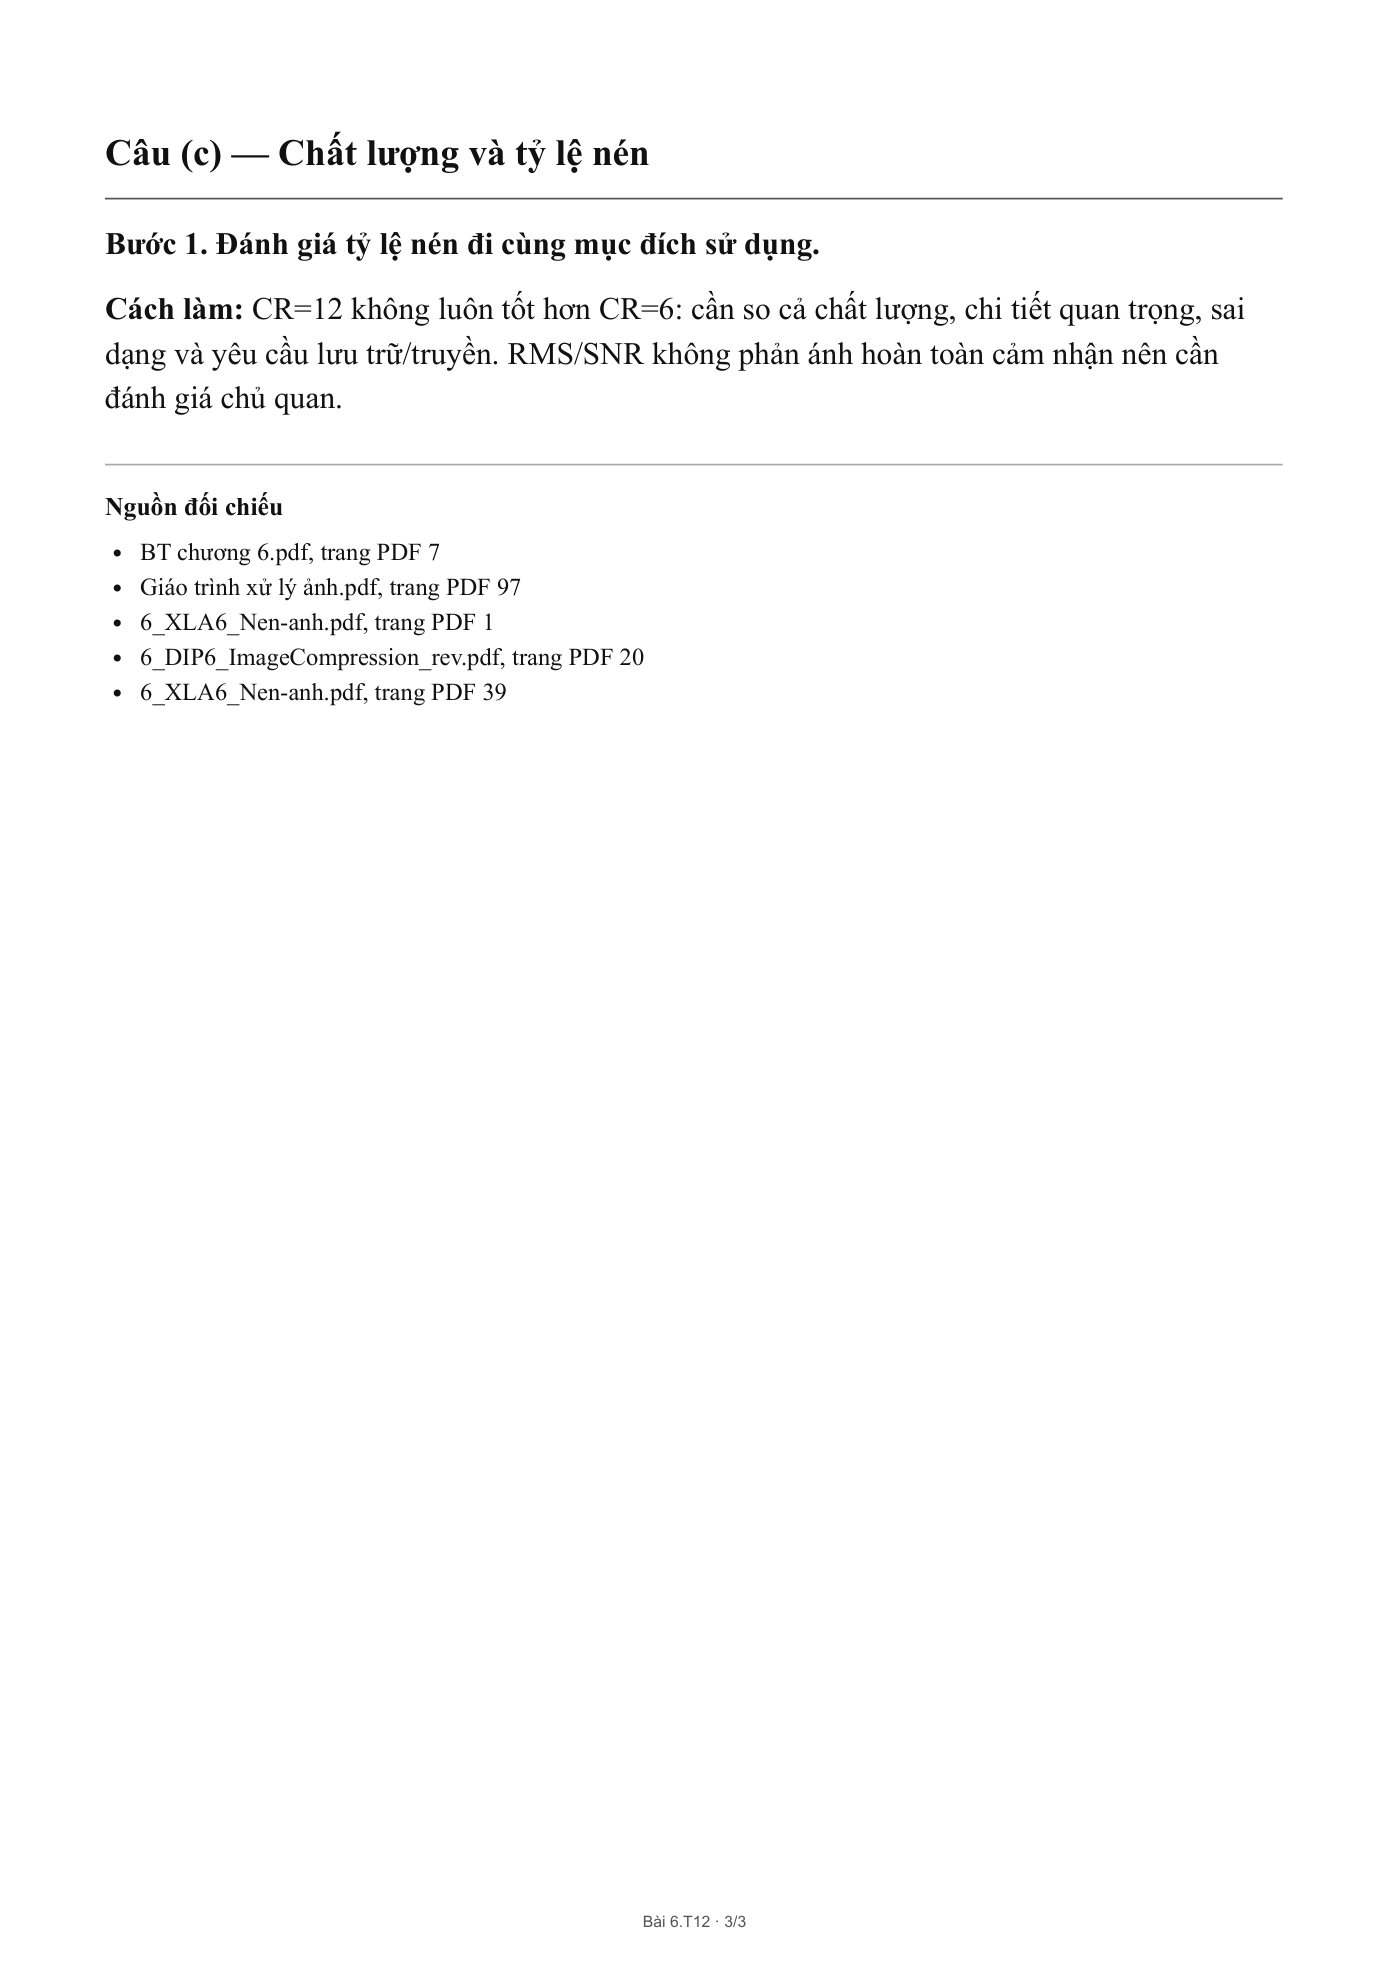 Câu (c) — Chất lượng và tỷ lệ nén
Bước 1. Đánh giá tỷ lệ nén đi cùng mục đích sử dụng.
Cách làm: CR=12 không luôn tốt hơn CR=6: cần so cả chất lượng, chi tiết quan trọng, sai
dạng và yêu cầu lưu trữ/truyền. RMS/SNR không phản ánh hoàn toàn cảm nhận nên cần
đánh giá chủ quan.
Nguồn đối chiếu
• BT chương 6.pdf, trang PDF 7
• Giáo trình xử lý ảnh.pdf, trang PDF 97
• 6_XLA6_Nen-anh.pdf, trang PDF 1
• 6_DIP6_ImageCompression_rev.pdf, trang PDF 20
• 6_XLA6_Nen-anh.pdf, trang PDF 39
Bài 6.T12 · 3/3